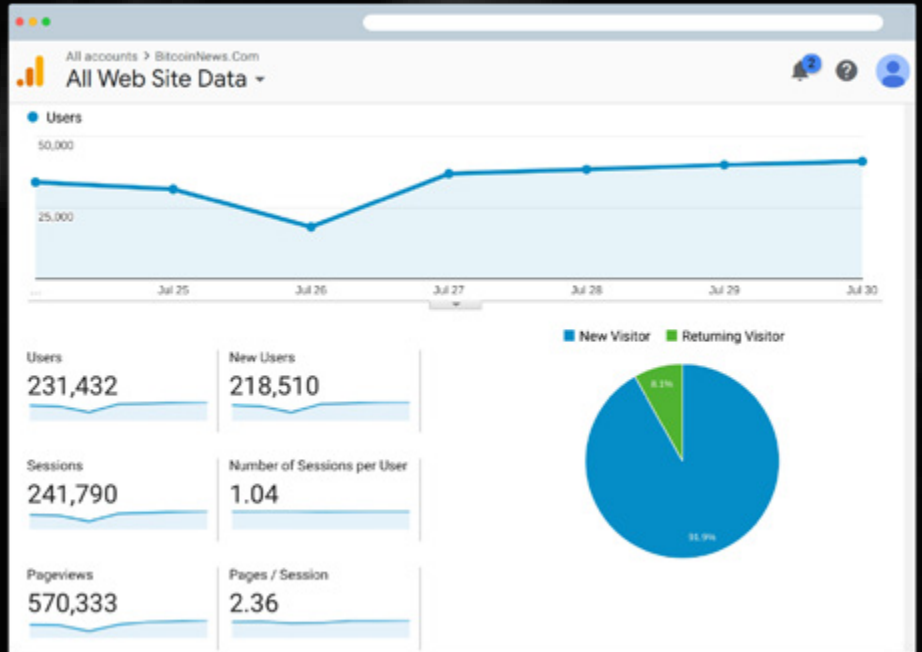 All accounts > BitcoinNews.Com
All Web Site Data
2
?
Users
50,000
25,000
...
Jul 25
Jul 26
Jul 27
Jul 28
Jul 29
Jul 30
New Visitor
Returning Visitor
Users
231,432
New Users
218,510
Sessions
241,790
Number of Sessions per User
1.04
Pageviews
570,333
Pages / Session
2.36
8.1%
91.9%